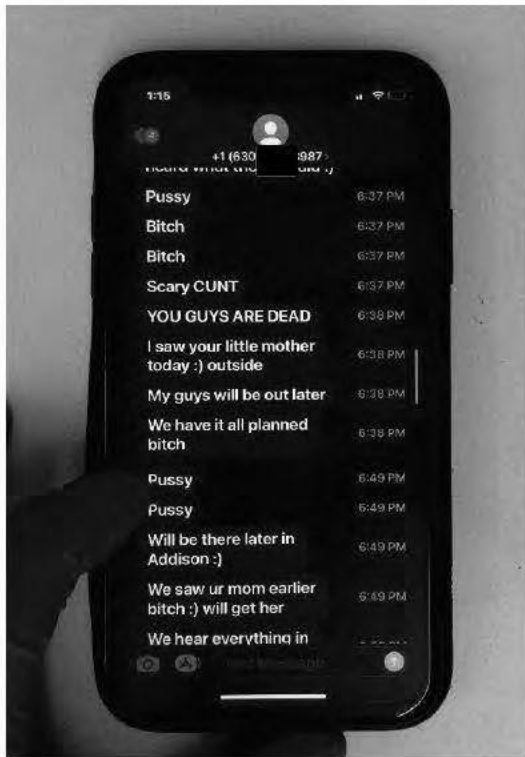 1:15
+1 (630 987
Pussy 6:37 PM
Bitch 6:37 PM
Bitch 6:37 PM
Scary CUNT 6:37 PM
YOU GUYS ARE DEAD 6:38 PM
I saw your little mother
today :) outside 6:38 PM
My guys will be out later 6:38 PM
We have it all planned
bitch 6:38 PM
Pussy 6:49 PM
Pussy 6:49 PM
Will be there later in
Addison :) 6:49 PM
We saw ur mom earlier
bitch :) will get her 6:49 PM
We hear everything in